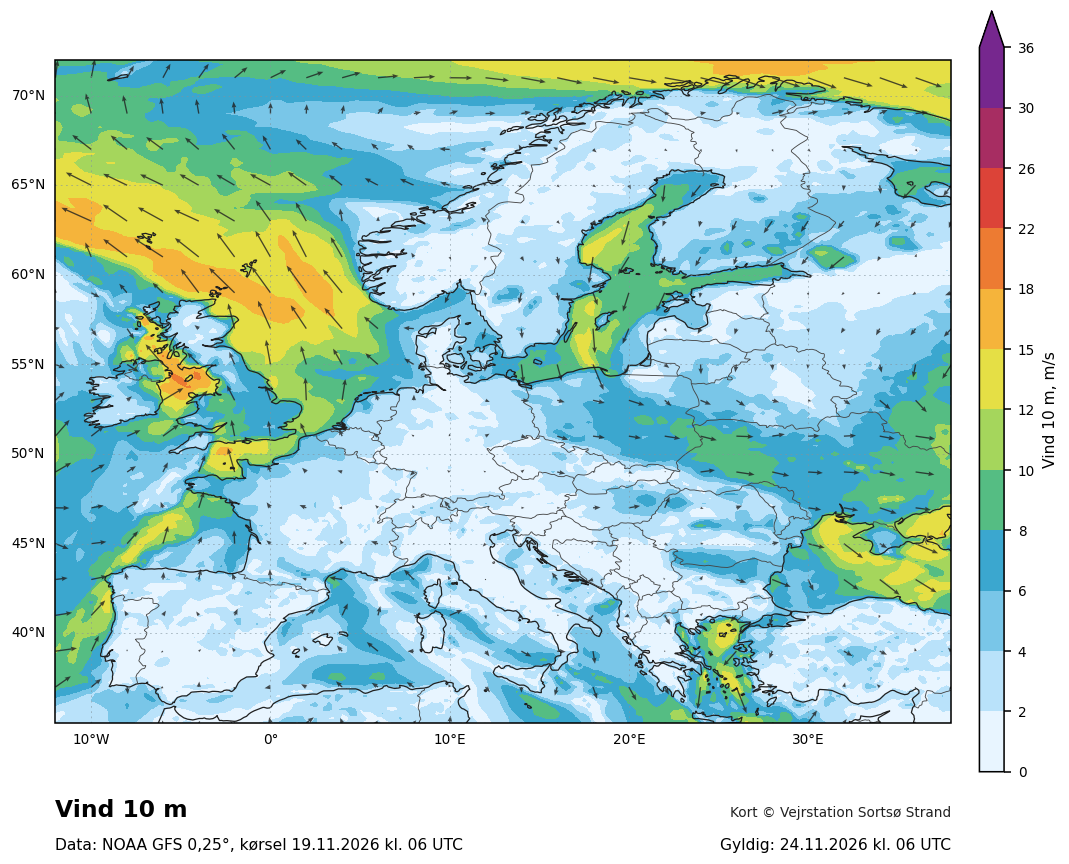 70°N
65°N
60°N
55°N
50°N
45°N
40°N
10°W
0°
10°E
20°E
30°E
36
30
26
22
18
15
12
10
8
6
4
2
0
Vind 10 m, m/s
Vind 10 m
Kort © Vejrstation Sortsø Strand
Data: NOAA GFS 0,25°, kørsel 19.11.2026 kl. 06 UTC
Gyldig: 24.11.2026 kl. 06 UTC